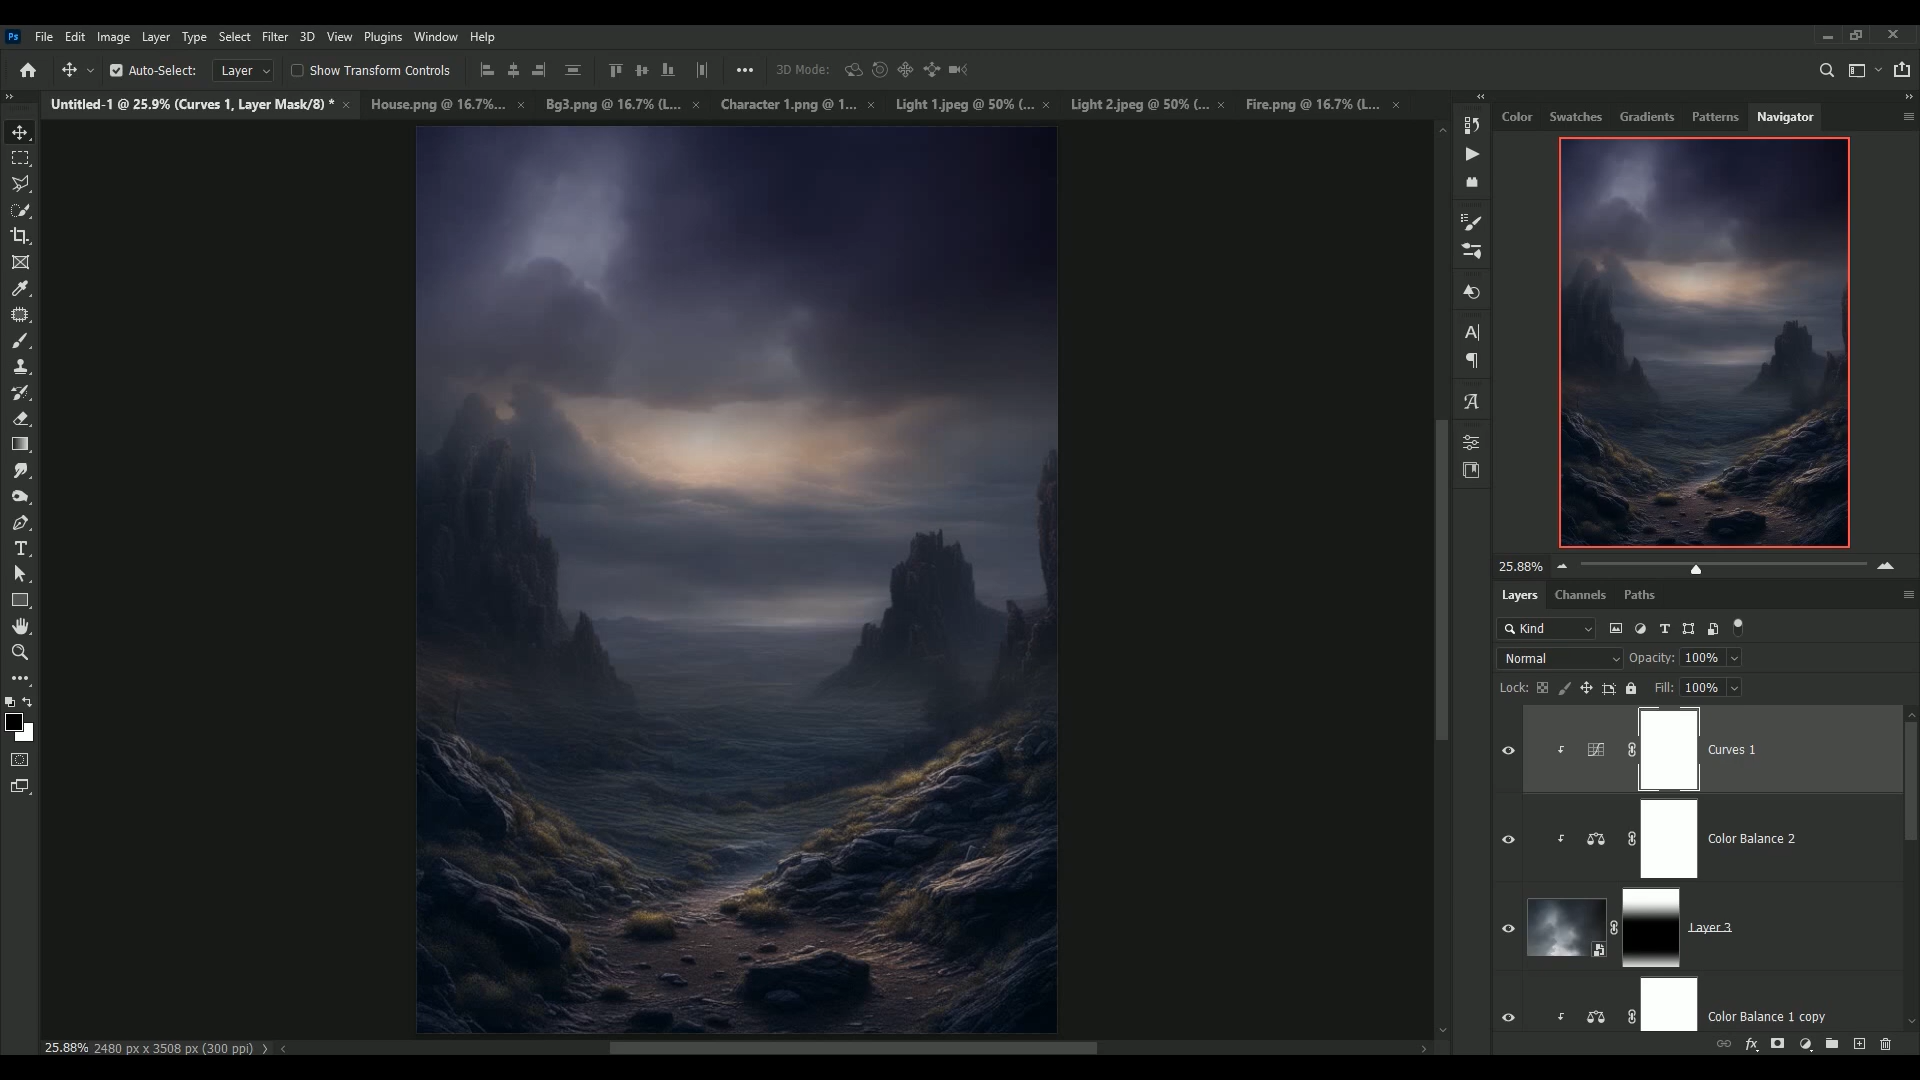 Ps File Edit Image Layer Type Select Filter 3D View Plugins Window Help
Auto-Select: Layer Show Transform Controls 3D Mode:
Untitled-1 @ 25.9% (Curves 1, Layer Mask/8) * House.png @ 16.7%... Bg3.png @ 16.7% (L... Character 1.png @ 1... Light 1.jpeg @ 50% (... Light 2.jpeg @ 50% (... Fire.png @ 16.7% (L...
Color Swatches Gradients Patterns Navigator
25.88%
Layers Channels Paths
Kind
Normal Opacity: 100%
Lock: Fill: 100%
Curves 1
Color Balance 2
Layer 3
Color Balance 1 copy
25.88% 2480 px x 3508 px (300 ppi)